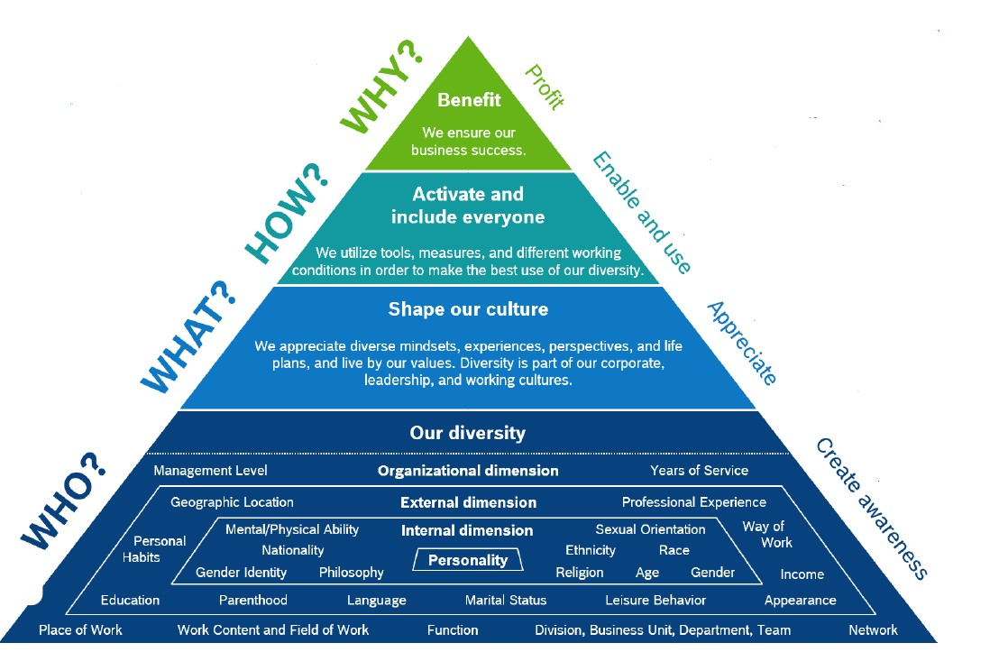 WHY?
Profit
Benefit
We ensure our
business success.
HOW?
Enable and use
Activate and
include everyone
We utilize tools, measures, and different working
conditions in order to make the best use of our diversity.
WHAT?
Appreciate
Shape our culture
We appreciate diverse mindsets, experiences, perspectives, and life
plans, and live by our values. Diversity is part of our corporate,
leadership, and working cultures.
WHO?
Create awareness
Our diversity
Management Level Organizational dimension Years of Service
Geographic Location External dimension Professional Experience
Mental/Physical Ability Internal dimension Sexual Orientation Way of
Work
Personal
Habits
Nationality Personality Ethnicity Race
Gender Identity Philosophy Religion Age Gender Income
Education Parenthood Language Marital Status Leisure Behavior Appearance
Place of Work Work Content and Field of Work Function Division, Business Unit, Department, Team Network